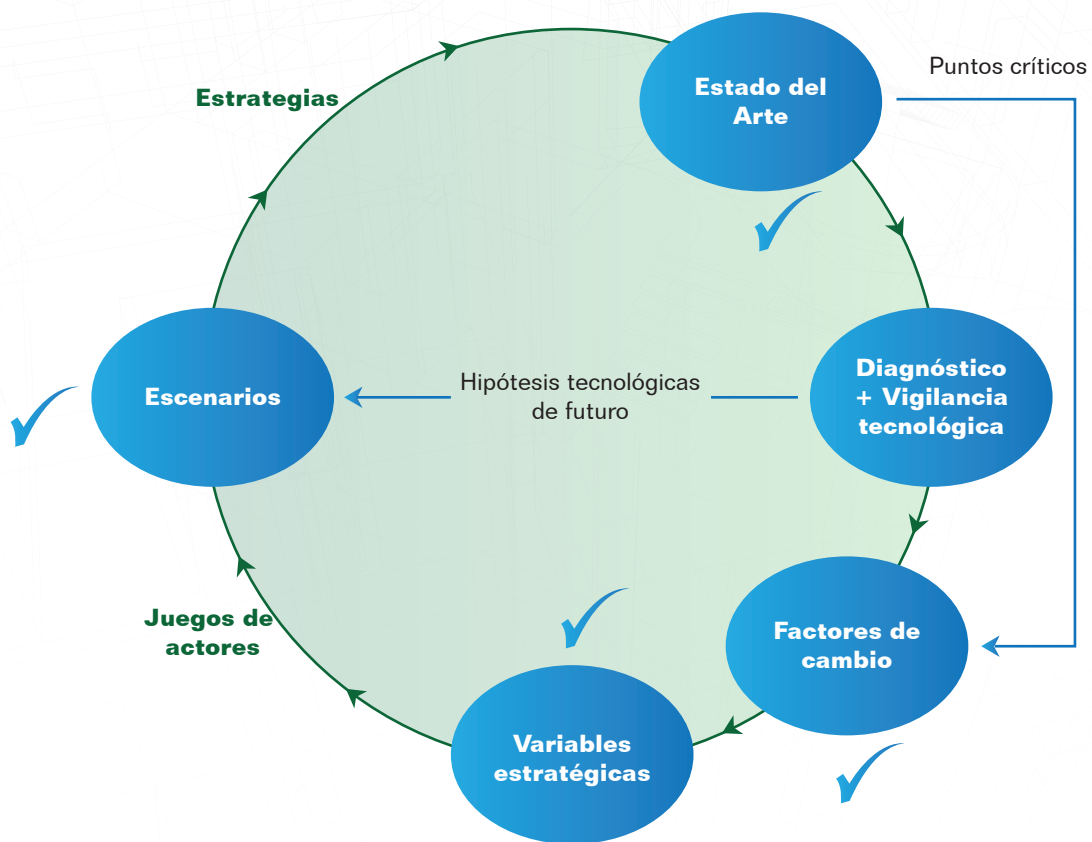 Puntos críticos
Estado del
Arte
Estrategias
Diagnóstico
+ Vigilancia
tecnológica
Hipótesis tecnológicas
de futuro
Escenarios
Factores de
cambio
Juegos de
actores
Variables
estratégicas